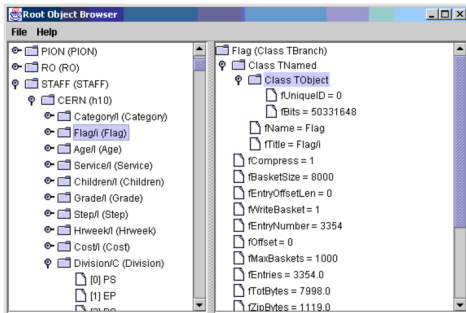 Root Object Browser
File Help
PION (PION)
RO (RO)
STAFF (STAFF)
CERN (h10)
Category/I (Category)
Flag/i (Flag)
Age/I (Age)
Service/I (Service)
Children/I (Children)
Grade/I (Grade)
Step/I (Step)
Hrweek/I (Hrweek)
Cost/I (Cost)
Division/C (Division)
[0] PS
[1] EP
Flag (Class TBranch)
Class TNamed
Class TObject
fUniqueID = 0
fBits = 50331648
fName = Flag
fTitle = Flag/i
fCompress = 1
fBasketSize = 8000
fEntryOffsetLen = 0
fWriteBasket = 1
fEntryNumber = 3354
fOffset = 0
fMaxBaskets = 1000
fEntries = 3354.0
fTotBytes = 7998.0
fZipBytes = 1119.0